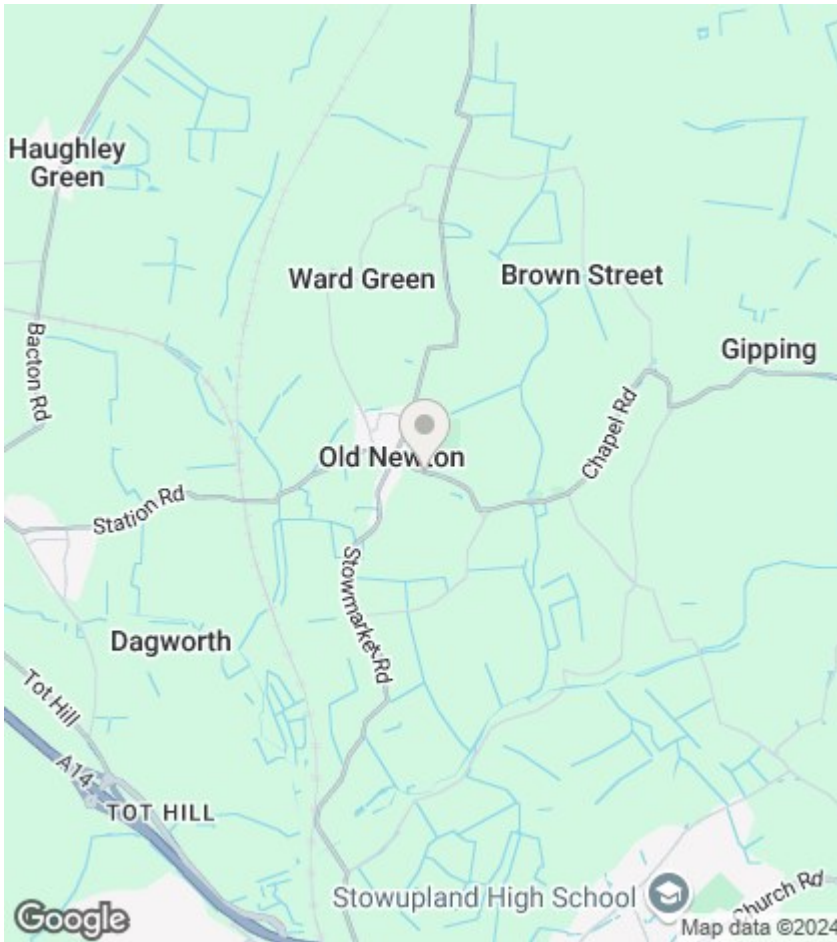 Haughley
Green
Ward Green
Brown Street
Gipping
Bacton Rd
Chapel Rd
Old Newton
Station Rd
Stowmarket Rd
Dagworth
Tot Hill
A14
TOT HILL
Stowupland High School
Church Rd
Google
Map data ©2024